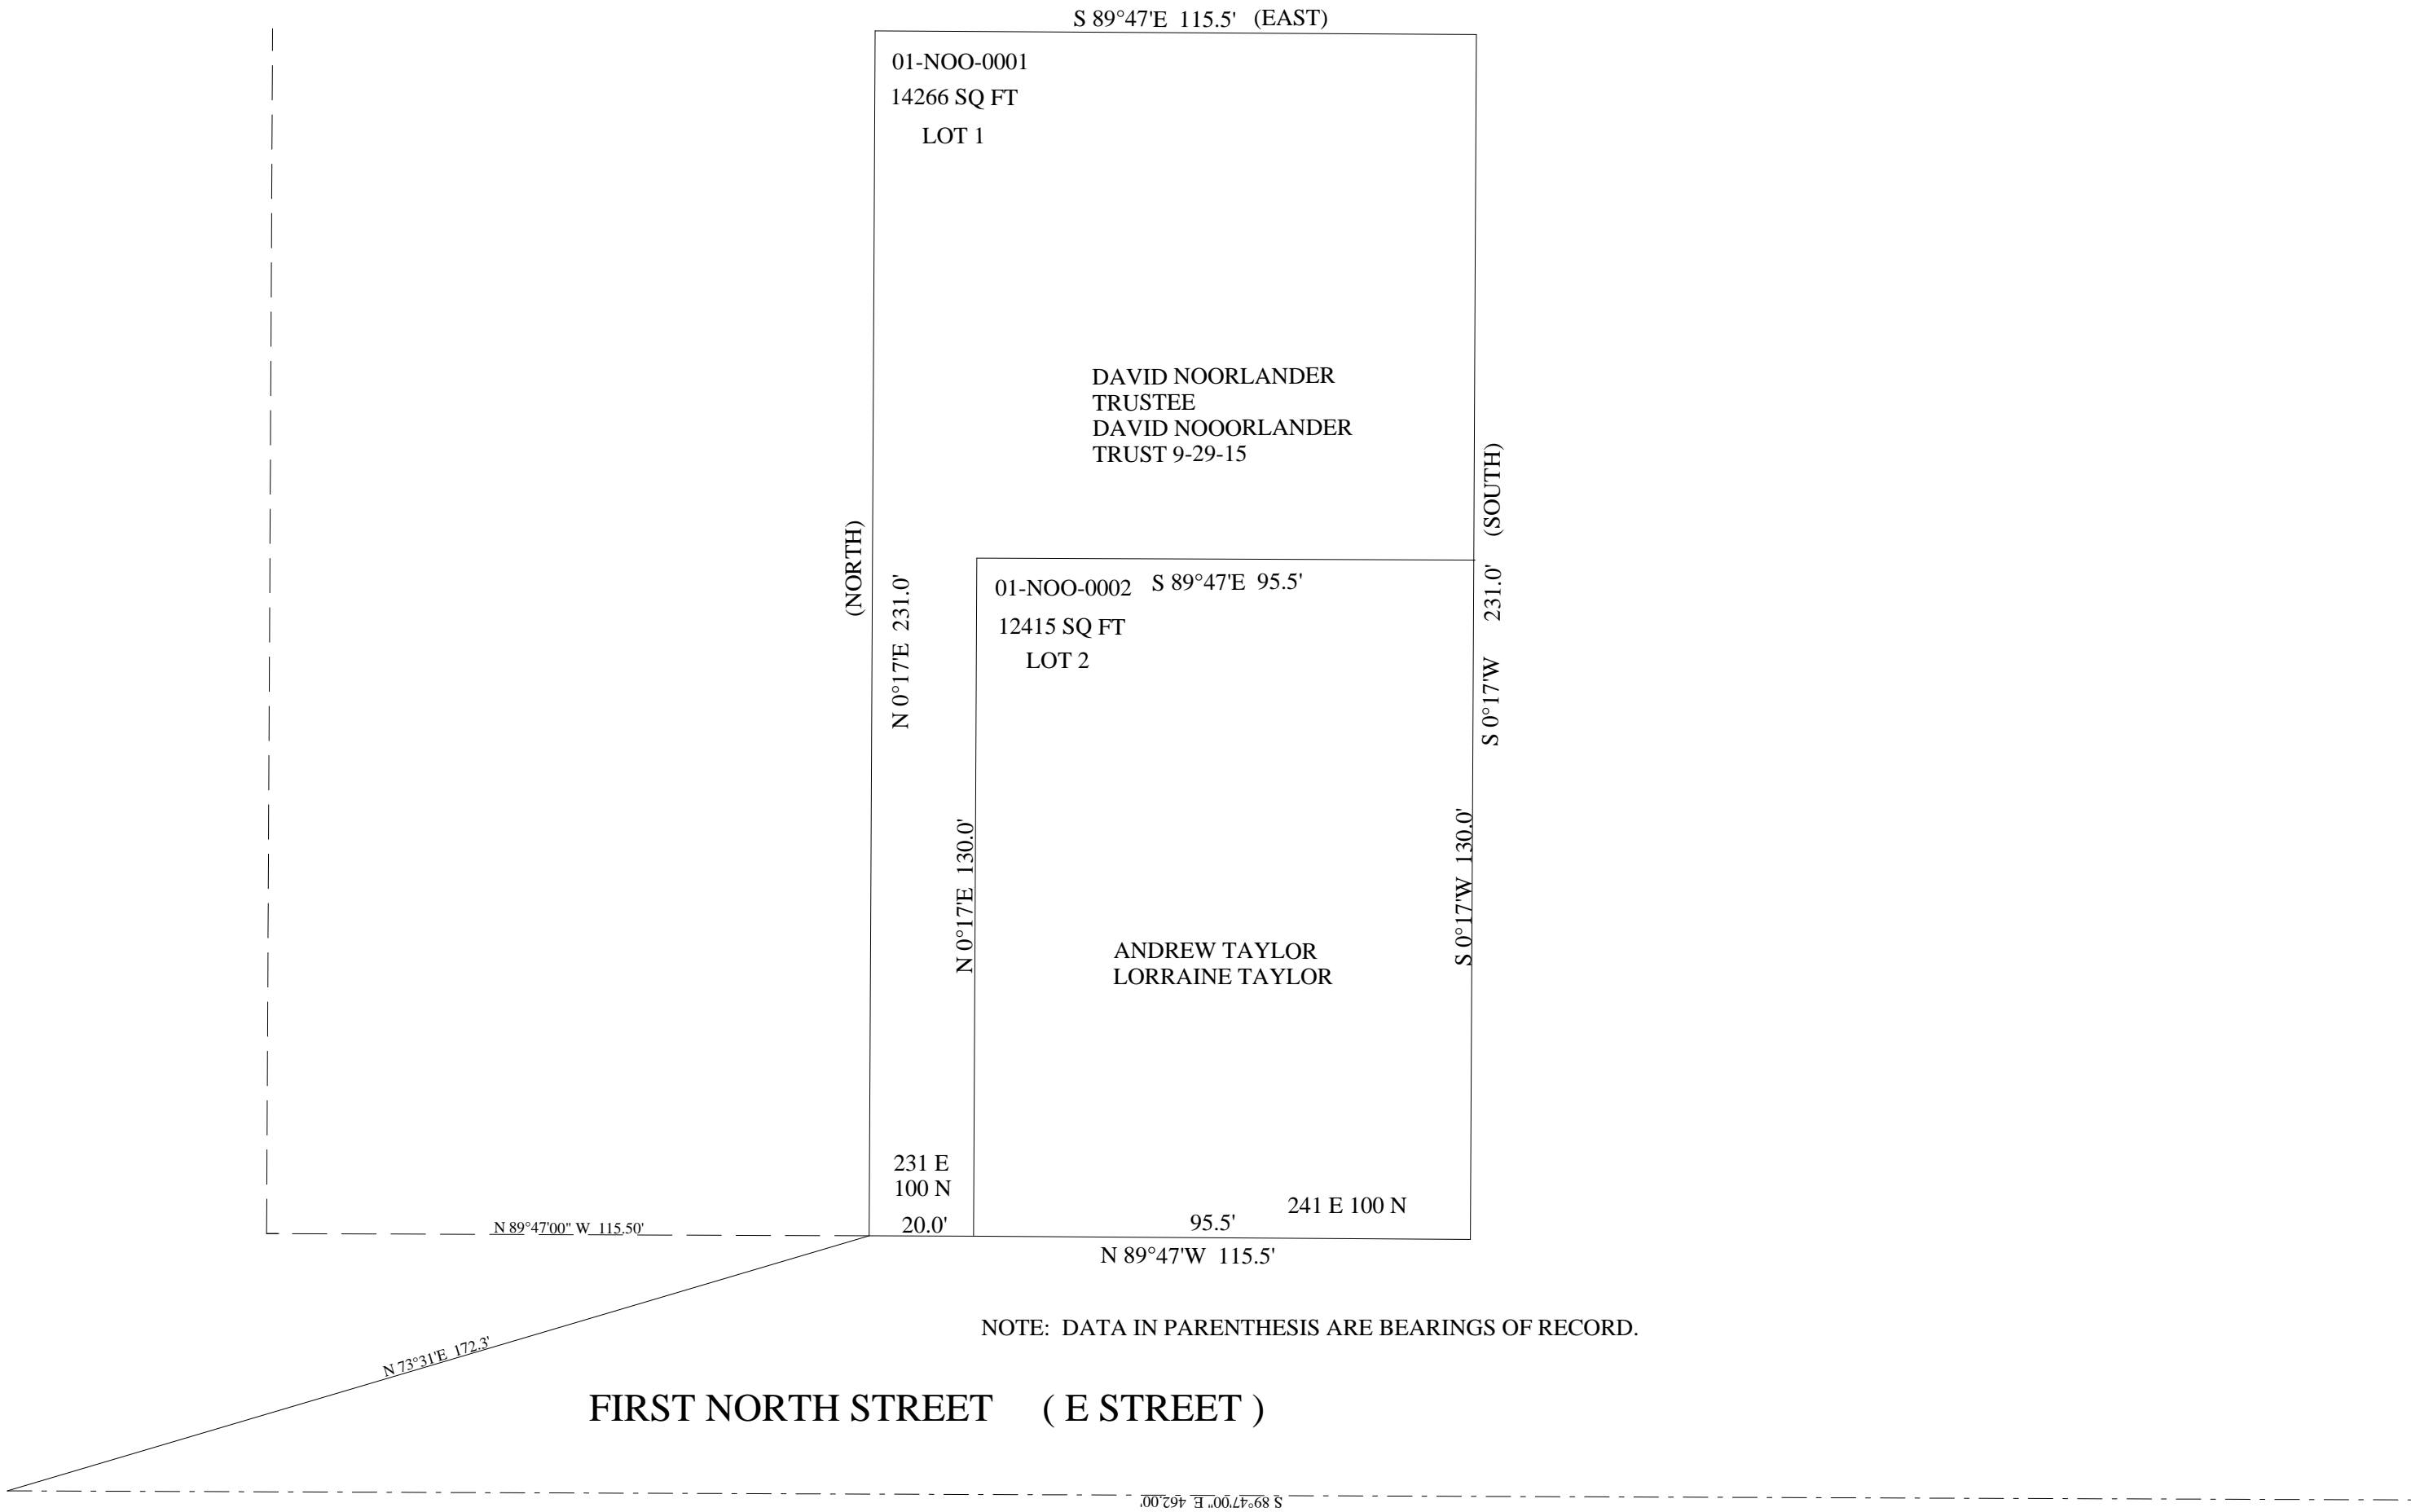 S 89°47'E  115.5'   (EAST)
01-NOO-0001
14266 SQ FT
LOT 1
DAVID NOORLANDER
TRUSTEE
DAVID NOOORLANDER
TRUST 9-29-15
(NORTH)
N 0°17'E  231.0'
S 0°17'W     231.0'     (SOUTH)
01-NOO-0002
S 89°47'E  95.5'
12415 SQ FT
LOT 2
N 0°17'E  130.0'
S 0°17'W  130.0'
ANDREW TAYLOR
LORRAINE TAYLOR
231 E
100 N
20.0'
95.5'
241 E 100 N
N 89°47'00" W  115.50'
N 89°47'W  115.5'
NOTE:  DATA IN PARENTHESIS ARE BEARINGS OF RECORD.
N 73°31'E  172.3'
FIRST NORTH STREET     ( E STREET )
S 89°47'00" E  462.00'